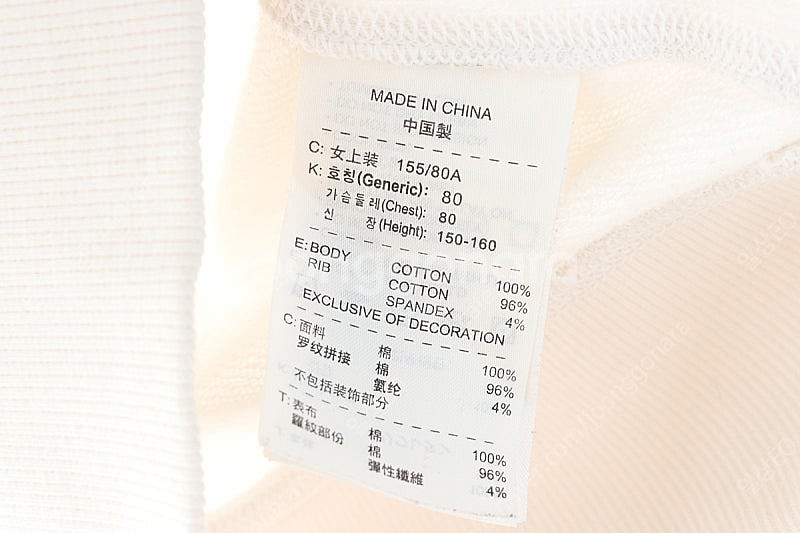 MADE IN CHINA
中国製
C: 女上装 155/80A
K: 호칭(Generic): 80
가슴둘레(Chest): 80
신 장(Height): 150-160
E: BODY COTTON 100%
RIB COTTON 96%
SPANDEX 4%
EXCLUSIVE OF DECORATION
C: 面料 棉 100%
罗纹拼接 棉 96%
氨纶 4%
不包括装饰部分
T: 表布 棉 100%
羅紋部份 棉 96%
彈性纖維 4%